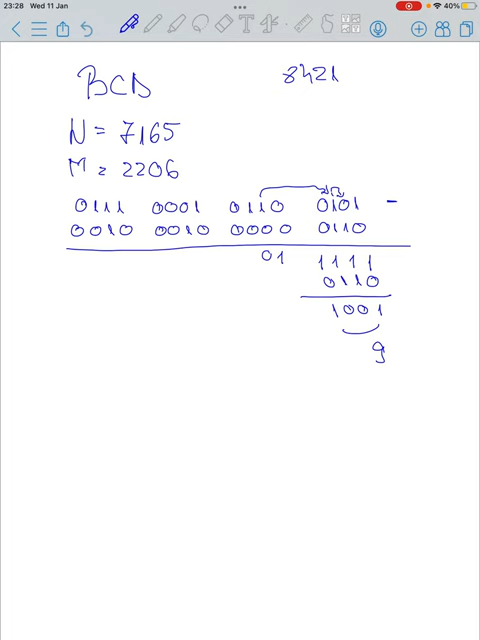 23:28 Wed 11 Jan 40%
BCD 8421
N = 7165
M = 2206
0111 0001 0110 0101 -
0010 0010 0000 0110
01 1111
0110
1001
9